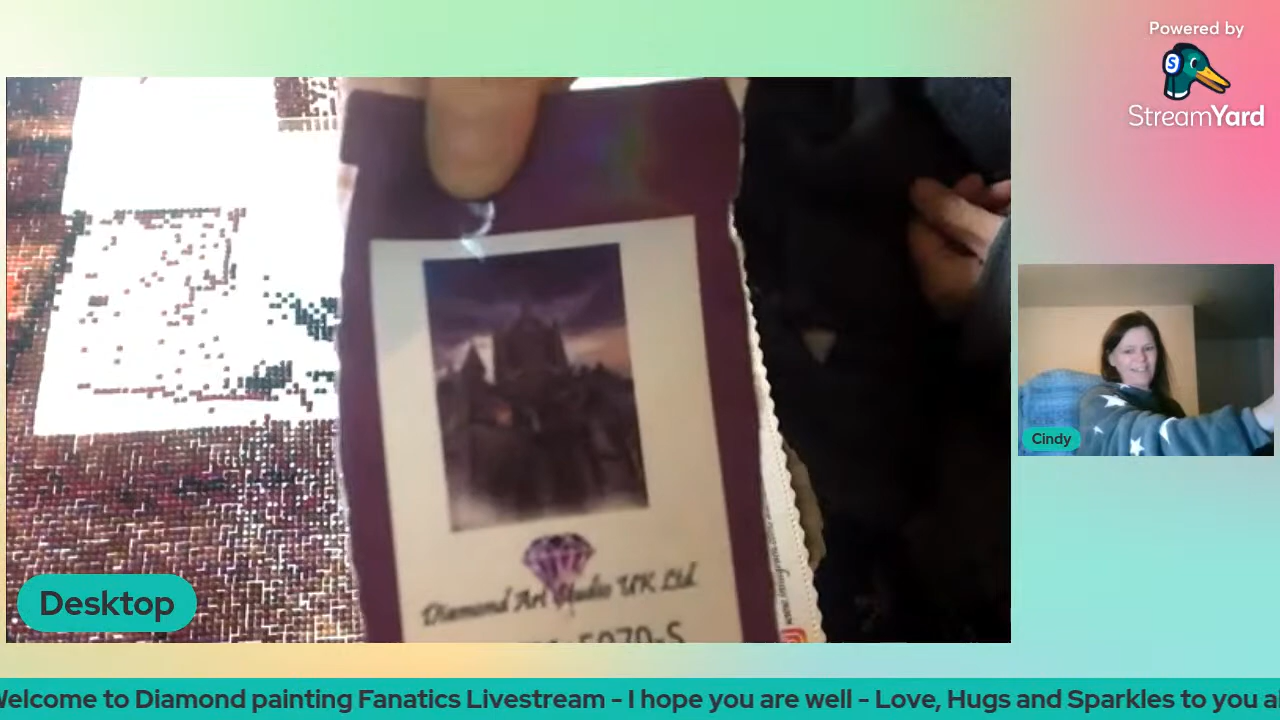 Powered by
S
StreamYard
Diamond Art Studio UK Ltd.
5070-S
Cindy
Desktop
Welcome to Diamond painting Fanatics Livestream - I hope you are well - Love, Hugs and Sparkles to you